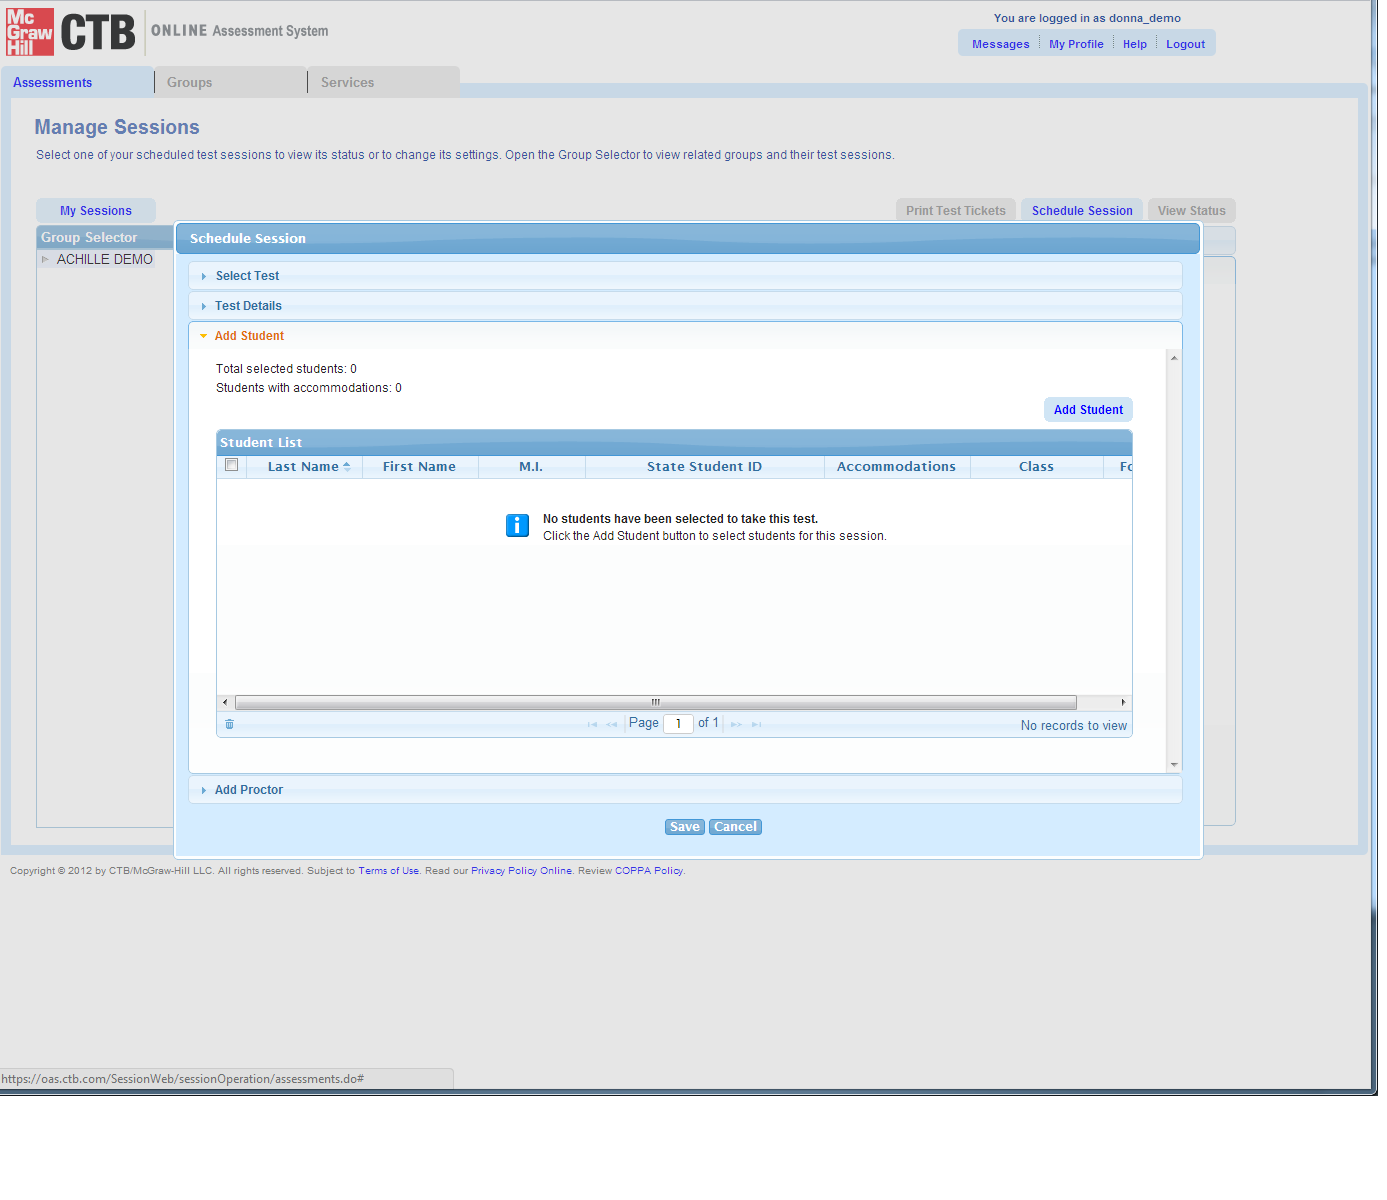 Mc
Graw
Hill
CTB
ONLINE Assessment System
You are logged in as donna_demo
Messages My Profile Help Logout
Assessments Groups Services
Manage Sessions
Select one of your scheduled test sessions to view its status or to change its settings. Open the Group Selector to view related groups and their test sessions.
My Sessions Print Test Tickets Schedule Session View Status
Group Selector
ACHILLE DEMO
Schedule Session
Select Test
Test Details
Add Student
Total selected students: 0
Students with accommodations: 0
Add Student
Student List
Last Name First Name M.I. State Student ID Accommodations Class Fo
No students have been selected to take this test.
Click the Add Student button to select students for this session.
Page 1 of 1 No records to view
Add Proctor
Save Cancel
Copyright © 2012 by CTB/McGraw-Hill LLC. All rights reserved. Subject to Terms of Use. Read our Privacy Policy Online. Review COPPA Policy.
https://oas.ctb.com/SessionWeb/sessionOperation/assessments.do#